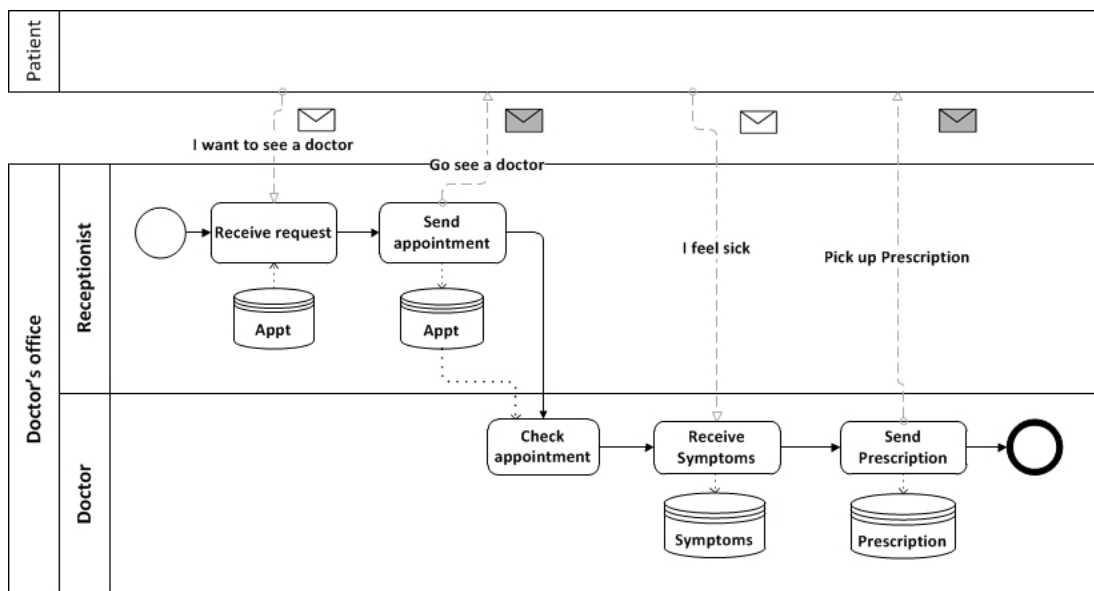 Patient
I want to see a doctor
Go see a doctor
Doctor's office
Receptionist
Receive request
Send
appointment
I feel sick
Pick up Prescription
Appt
Appt
Doctor
Check
appointment
Receive
Symptoms
Send
Prescription
Symptoms
Prescription